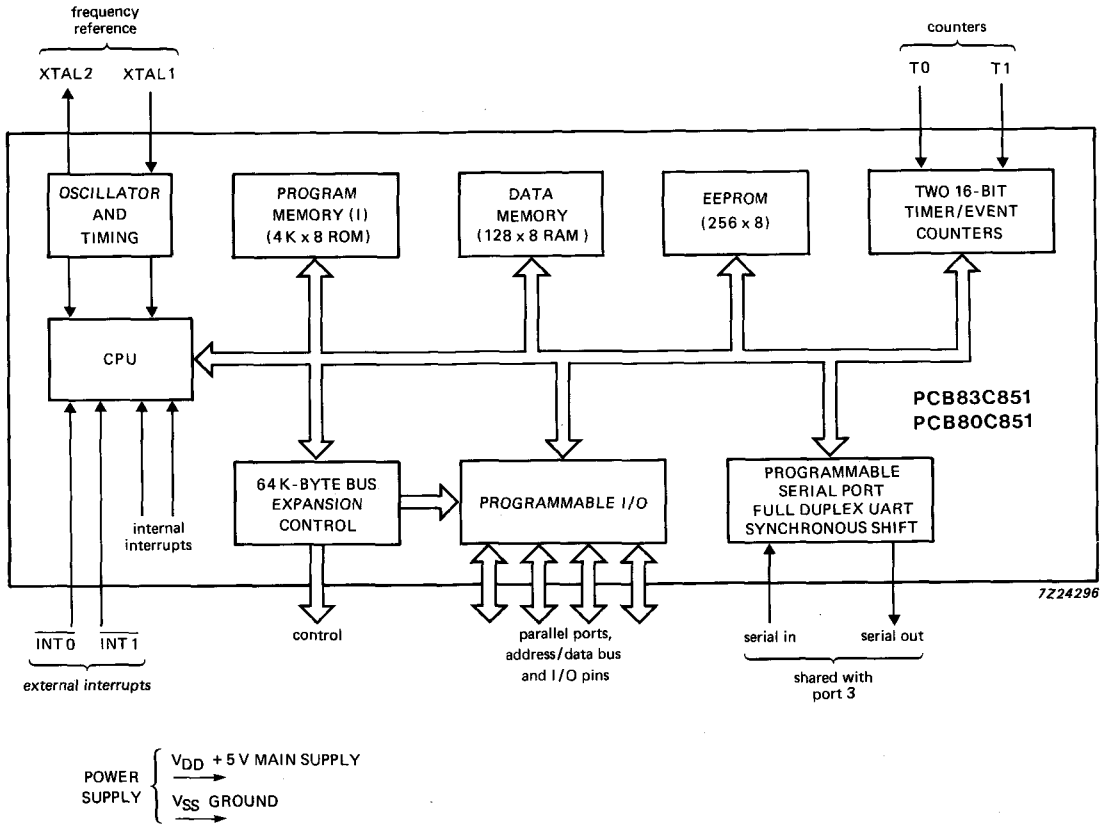 frequency
reference
XTAL2 XTAL1
counters
T0 T1
OSCILLATOR
AND
TIMING
PROGRAM
MEMORY (I)
(4K x 8 ROM)
DATA
MEMORY
(128 x 8 RAM)
EEPROM
(256 x 8)
TWO 16-BIT
TIMER/EVENT
COUNTERS
CPU
PCB83C851
PCB80C851
internal
interrupts
64K-BYTE BUS
EXPANSION
CONTROL
PROGRAMMABLE I/O
PROGRAMMABLE
SERIAL PORT
FULL DUPLEX UART
SYNCHRONOUS SHIFT
7Z24296
INT0 INT1
external interrupts
control
parallel ports,
address/data bus
and I/O pins
serial in serial out
shared with
port 3
POWER
SUPPLY
VDD +5V MAIN SUPPLY
VSS GROUND